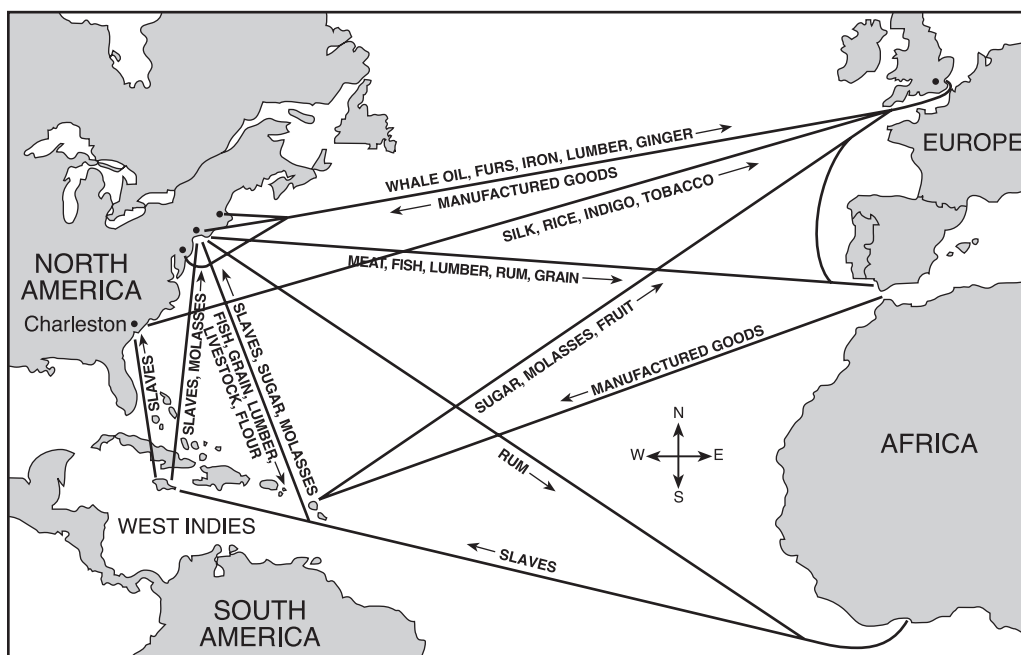 EUROPE
WHALE OIL, FURS, IRON, LUMBER, GINGER
MANUFACTURED GOODS
SILK, RICE, INDIGO, TOBACCO
NORTH
AMERICA
MEAT, FISH, LUMBER, RUM, GRAIN
Charleston
SLAVES
SLAVES, MOLASSES
SLAVES, SUGAR, MOLASSES
FISH, GRAIN, LUMBER,
LIVESTOCK, FLOUR
SUGAR, MOLASSES, FRUIT
MANUFACTURED GOODS
RUM
N
W
E
S
AFRICA
WEST INDIES
SLAVES
SOUTH
AMERICA